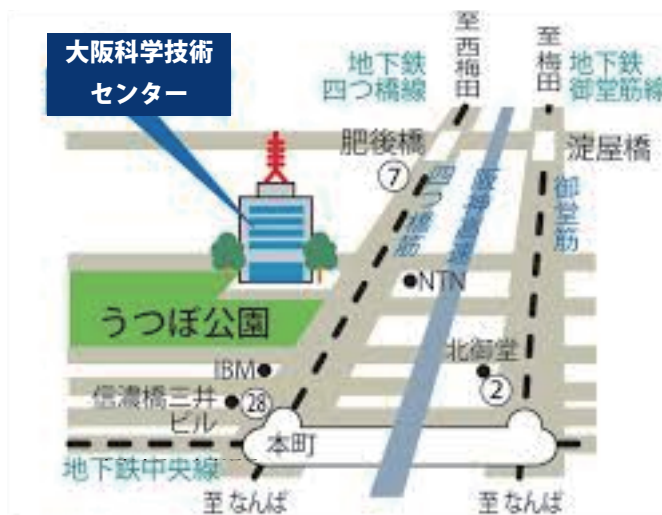 大阪科学技術
センター
至西梅田
至梅田
地下鉄
四つ橋線
地下鉄
御堂筋線
肥後橋
淀屋橋
⑦
四つ橋筋
阪神高速
御堂筋
NTN
うつぼ公園
北御堂
IBM
②
信濃橋三井
ビル
㉘
本町
地下鉄中央線
至なんば
至なんば